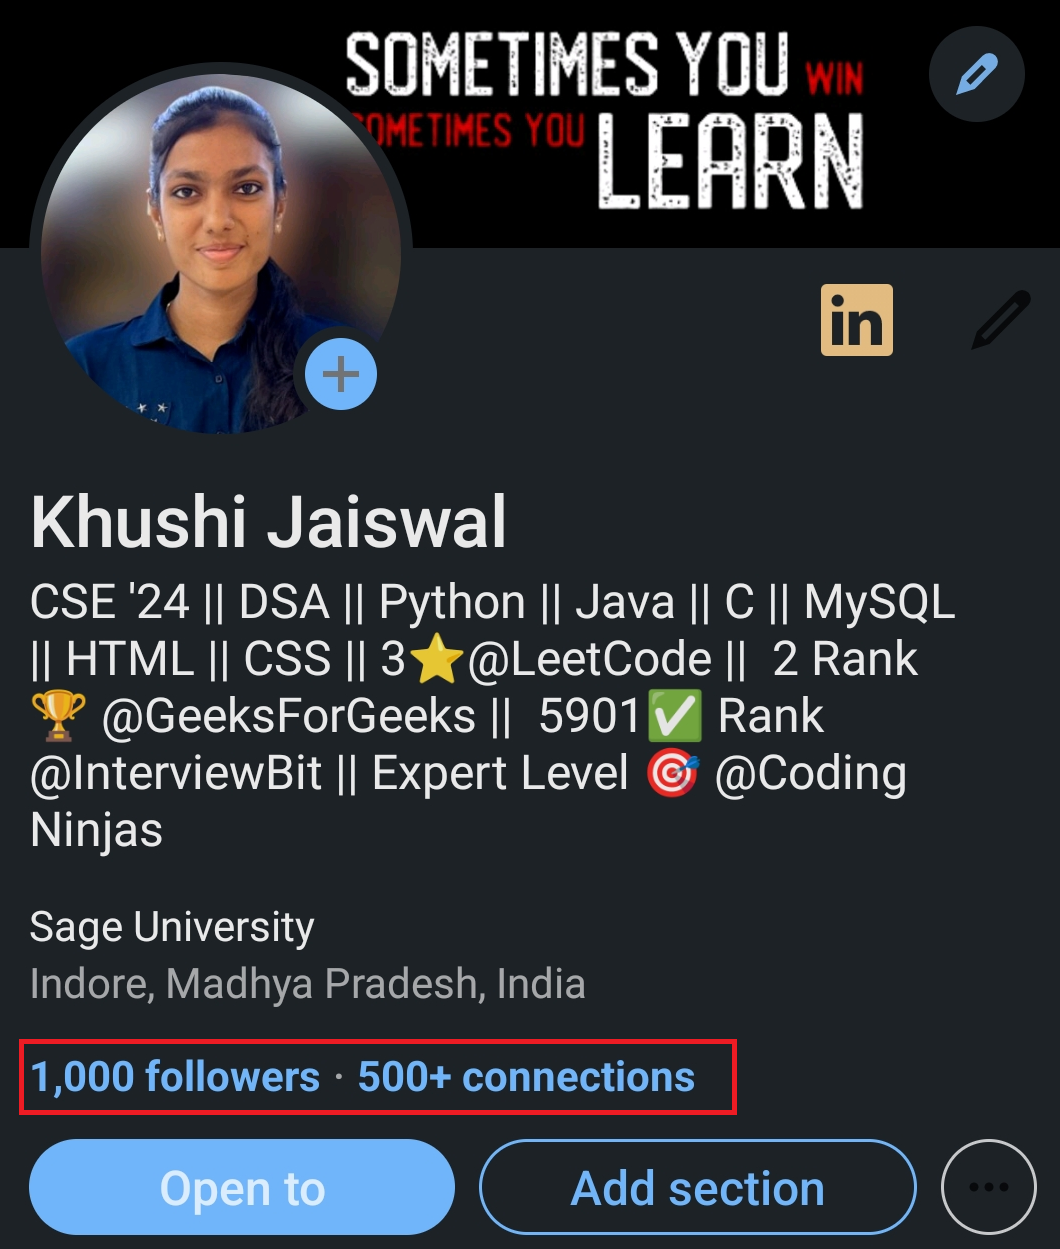 SOMETIMES YOU WIN
SOMETIMES YOU LEARN
in
Khushi Jaiswal
CSE '24 || DSA || Python || Java || C || MySQL
|| HTML || CSS || 3⭐@LeetCode || 2 Rank
🏆 @GeeksForGeeks || 5901✅ Rank
@InterviewBit || Expert Level 🎯 @Coding
Ninjas
Sage University
Indore, Madhya Pradesh, India
1,000 followers · 500+ connections
Open to
Add section